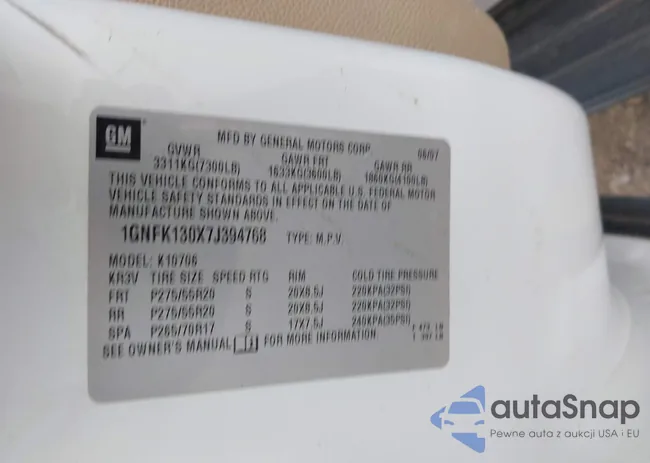 GM
MFD BY GENERAL MOTORS CORP. 06/07
GVWR GAWR FRT GAWR RR
3311KG(7300LB) 1633KG(3600LB) 1860KG(4100LB)
THIS VEHICLE CONFORMS TO ALL APPLICABLE U.S. FEDERAL MOTOR
VEHICLE SAFETY STANDARDS IN EFFECT ON THE DATE OF
MANUFACTURE SHOWN ABOVE.
1GNFK130X7J394768 TYPE: M.P.V.
MODEL: K10706
KR3V TIRE SIZE SPEED RTG RIM COLD TIRE PRESSURE
FRT P275/55R20 S 20X8.5J 220KPA(32PSI)
RR P275/55R20 S 20X8.5J 220KPA(32PSI)
SPA P265/70R17 S 17X7.5J 240KPA(35PSI)
SEE OWNER'S MANUAL FOR MORE INFORMATION.
autaSnap
Pewne auta z aukcji USA i EU